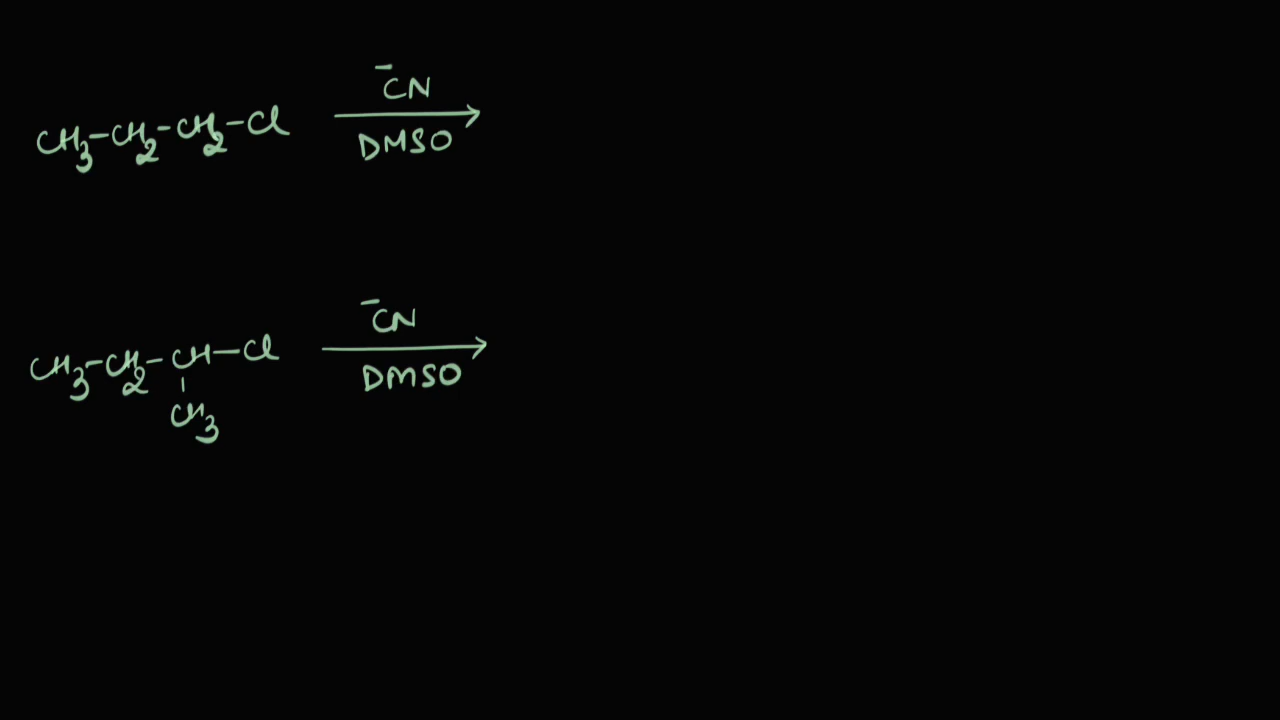 ⁻CN
CH₃-CH₂-CH₂-Cl ⟶
DMSO
⁻CN
CH₃-CH₂-CH-Cl ⟶
DMSO
CH₃